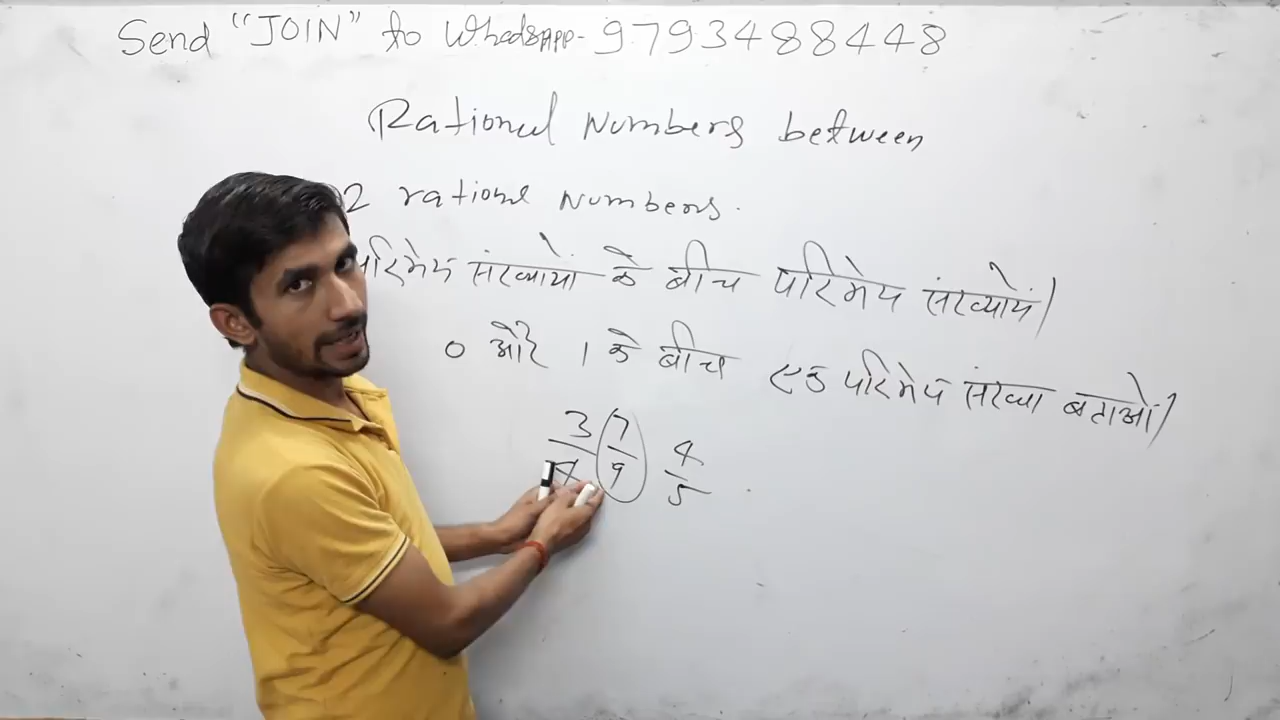 Send "JOIN" to WhatsApp - 9793488448
Rational Numbers between
2 rational numbers.
परिमेय संख्यायों के बीच परिमेय संख्यायें।
0 और 1 के बीच एक परिमेय संख्या बताओ।
3/4 7/9 4/5